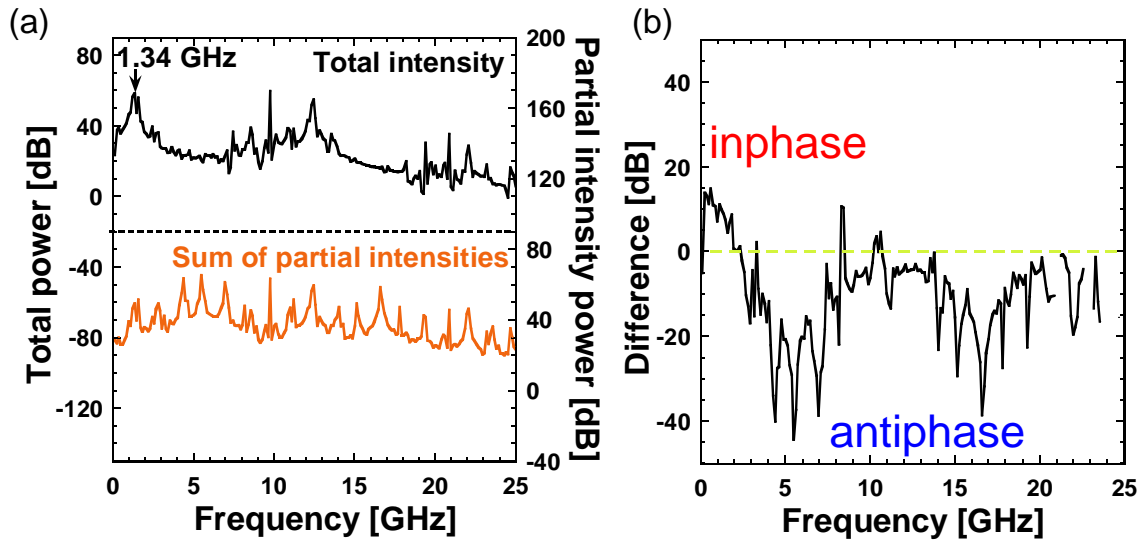 (a)
1.34 GHz
Total intensity
Sum of partial intensities
Total power [dB]
80
40
0
-40
-80
-120
Partial intensity power [dB]
200
160
120
80
40
0
-40
0 5 10 15 20 25
Frequency [GHz]
(b)
inphase
antiphase
Difference [dB]
40
20
0
-20
-40
0 5 10 15 20 25
Frequency [GHz]